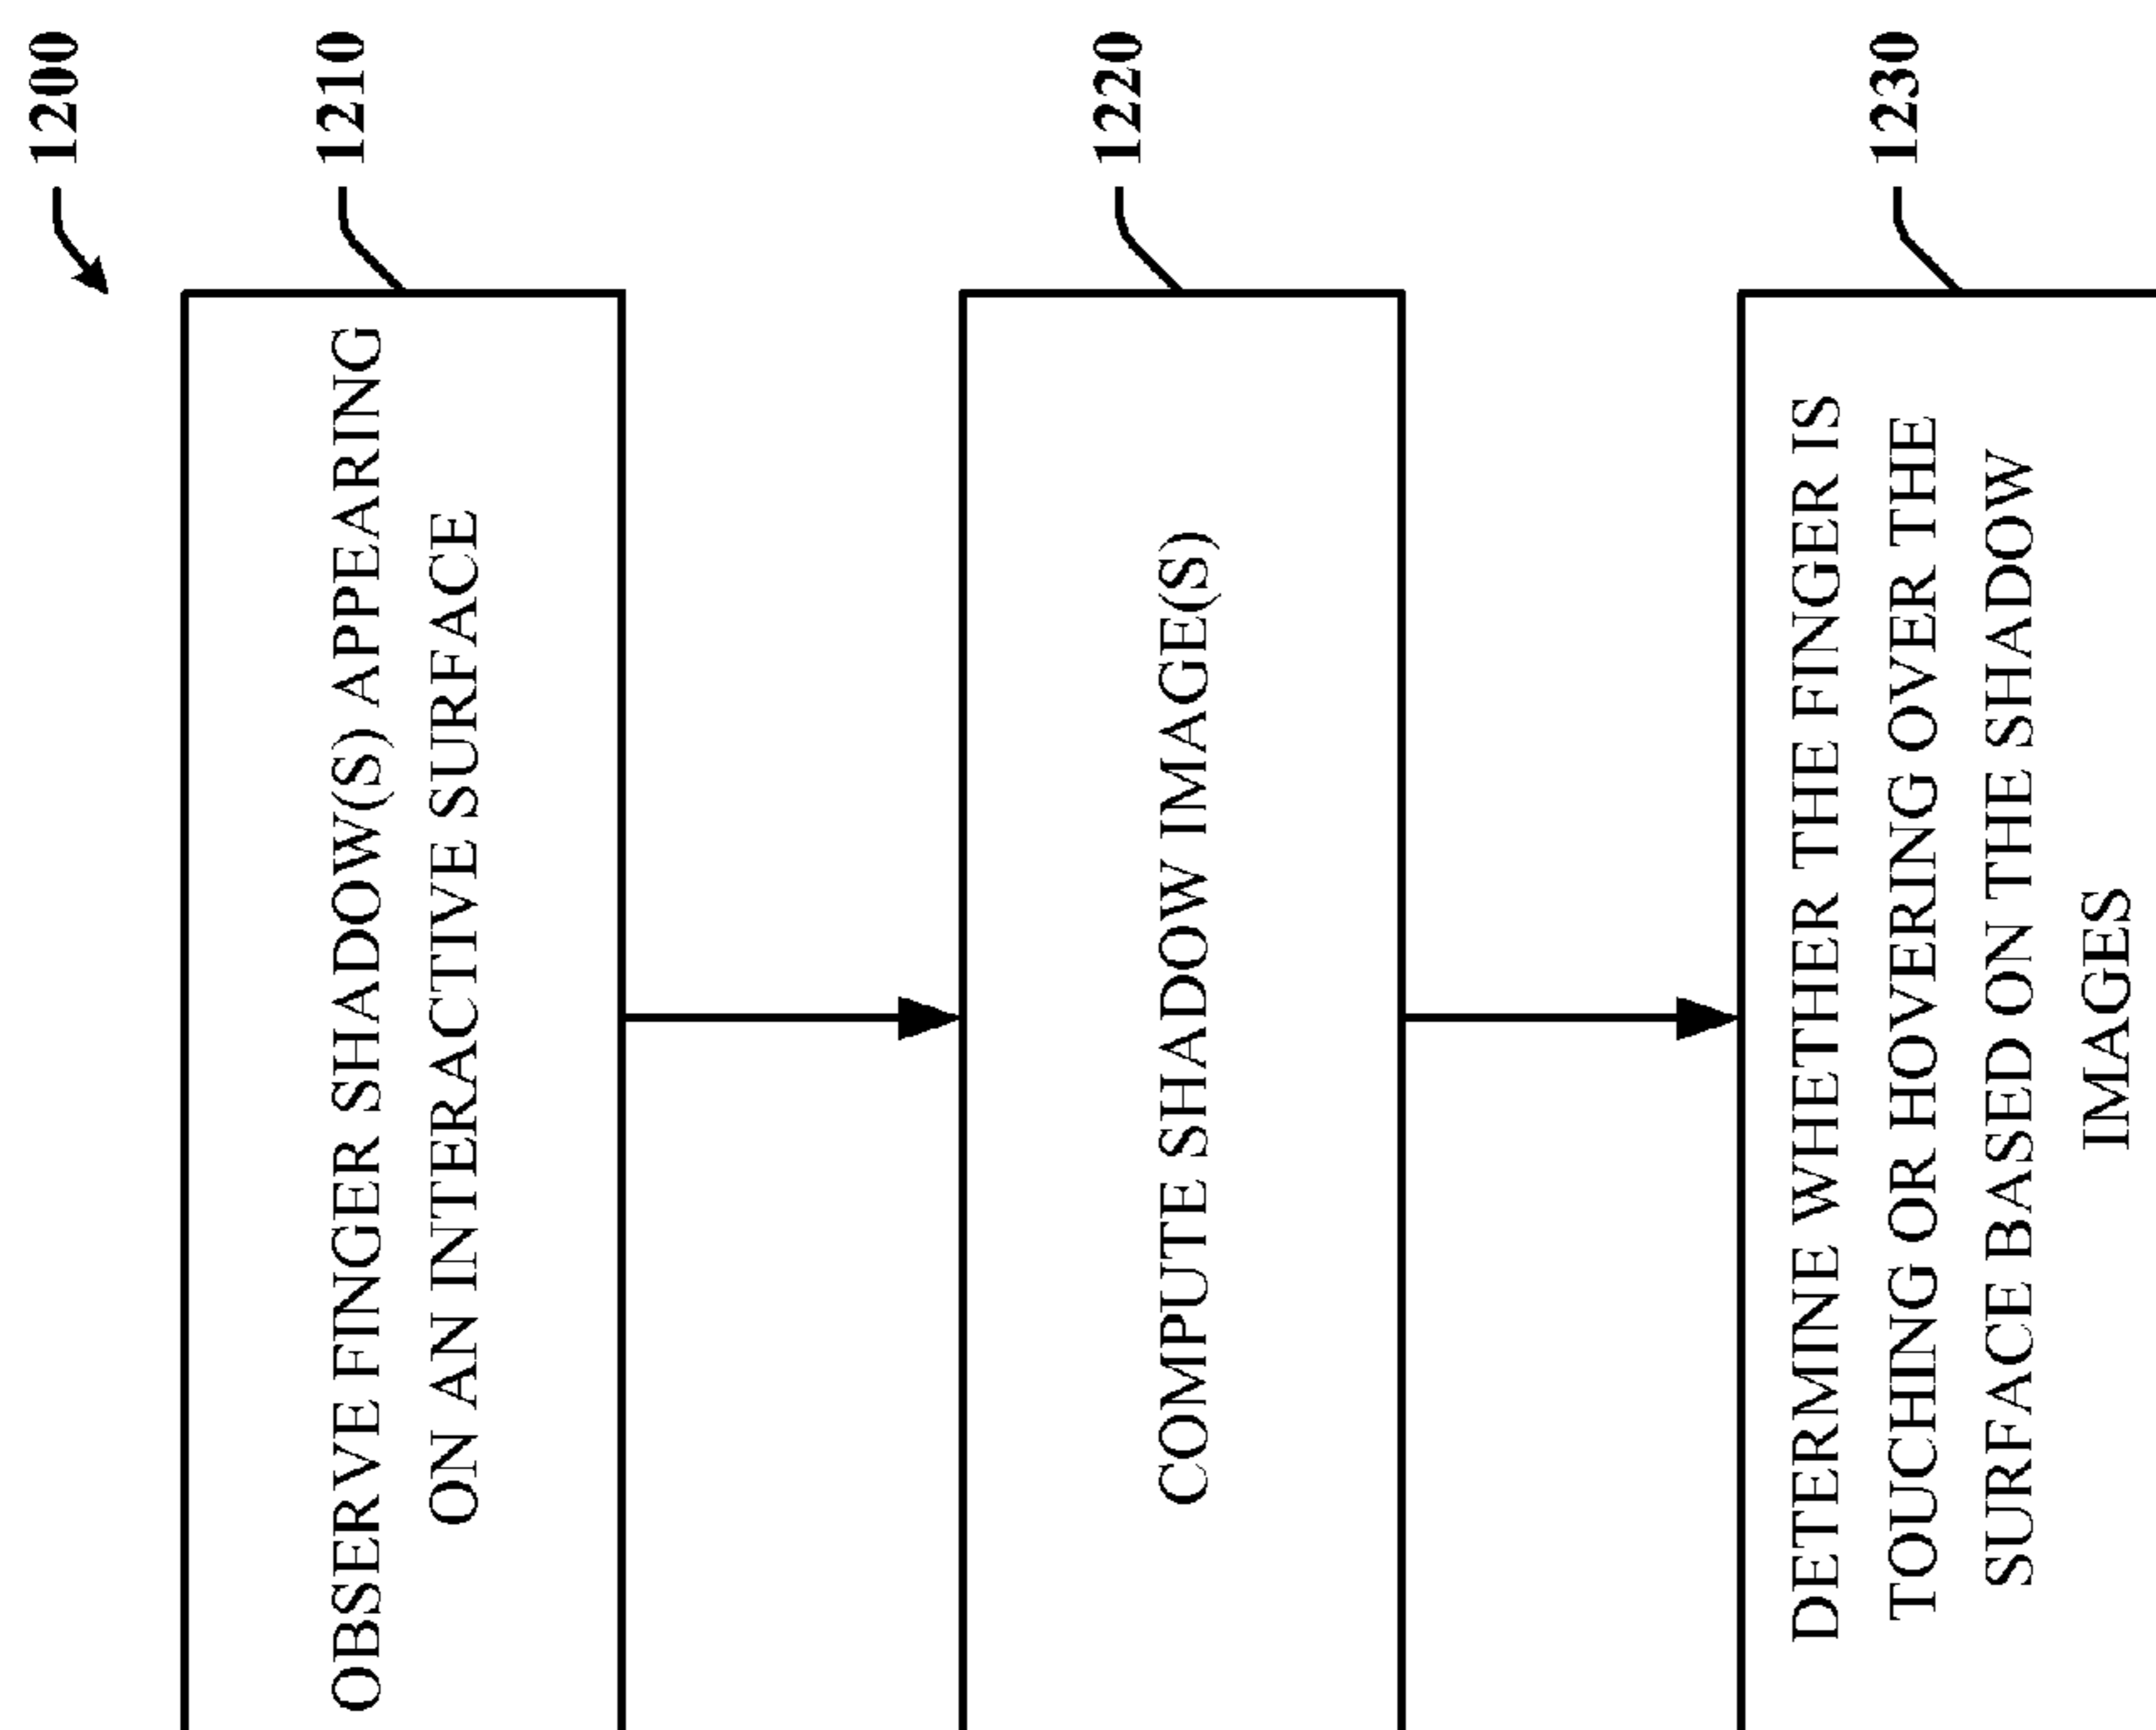 1200
1210
OBSERVE FINGER SHADOW(S) APPEARING
ON AN INTERACTIVE SURFACE
1220
COMPUTE SHADOW IMAGE(S)
1230
DETERMINE WHETHER THE FINGER IS
TOUCHING OR HOVERING OVER THE
SURFACE BASED ON THE SHADOW
IMAGES